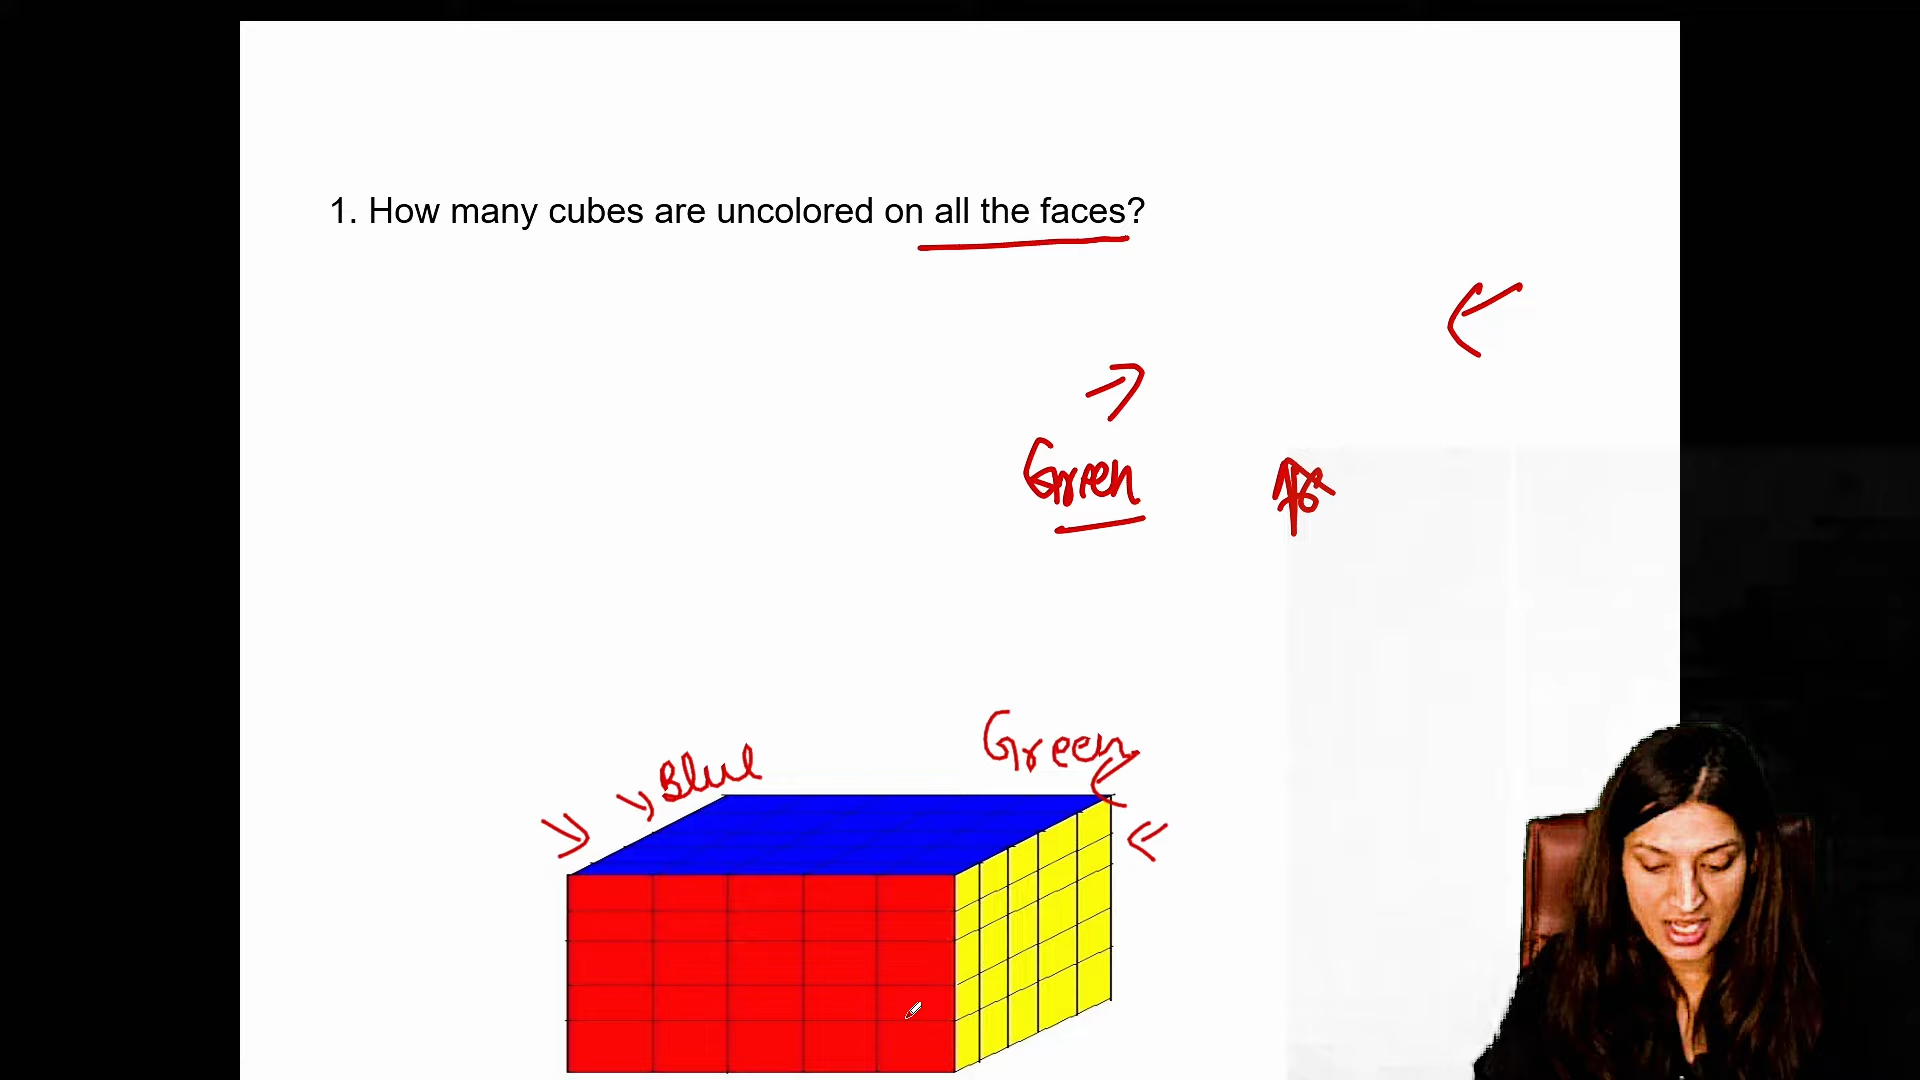 1. How many cubes are uncolored on all the faces?
Green
Green
Blue